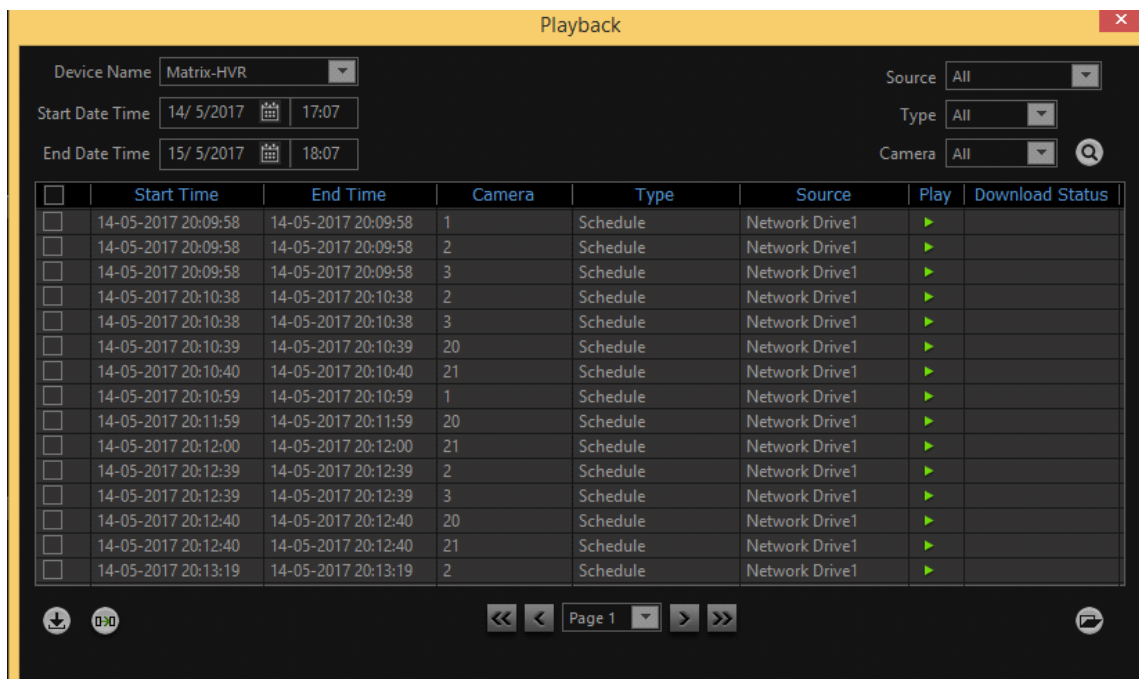 Playback
Device Name Matrix-HVR Source All
Start Date Time 14/ 5/2017 17:07 Type All
End Date Time 15/ 5/2017 18:07 Camera All
Start Time End Time Camera Type Source Play Download Status
14-05-2017 20:09:58 14-05-2017 20:09:58 1 Schedule Network Drive1
14-05-2017 20:09:58 14-05-2017 20:09:58 2 Schedule Network Drive1
14-05-2017 20:09:58 14-05-2017 20:09:58 3 Schedule Network Drive1
14-05-2017 20:10:38 14-05-2017 20:10:38 2 Schedule Network Drive1
14-05-2017 20:10:38 14-05-2017 20:10:38 3 Schedule Network Drive1
14-05-2017 20:10:39 14-05-2017 20:10:39 20 Schedule Network Drive1
14-05-2017 20:10:40 14-05-2017 20:10:40 21 Schedule Network Drive1
14-05-2017 20:10:59 14-05-2017 20:10:59 1 Schedule Network Drive1
14-05-2017 20:11:59 14-05-2017 20:11:59 20 Schedule Network Drive1
14-05-2017 20:12:00 14-05-2017 20:12:00 21 Schedule Network Drive1
14-05-2017 20:12:39 14-05-2017 20:12:39 2 Schedule Network Drive1
14-05-2017 20:12:39 14-05-2017 20:12:39 3 Schedule Network Drive1
14-05-2017 20:12:40 14-05-2017 20:12:40 20 Schedule Network Drive1
14-05-2017 20:12:40 14-05-2017 20:12:40 21 Schedule Network Drive1
14-05-2017 20:13:19 14-05-2017 20:13:19 2 Schedule Network Drive1
Page 1